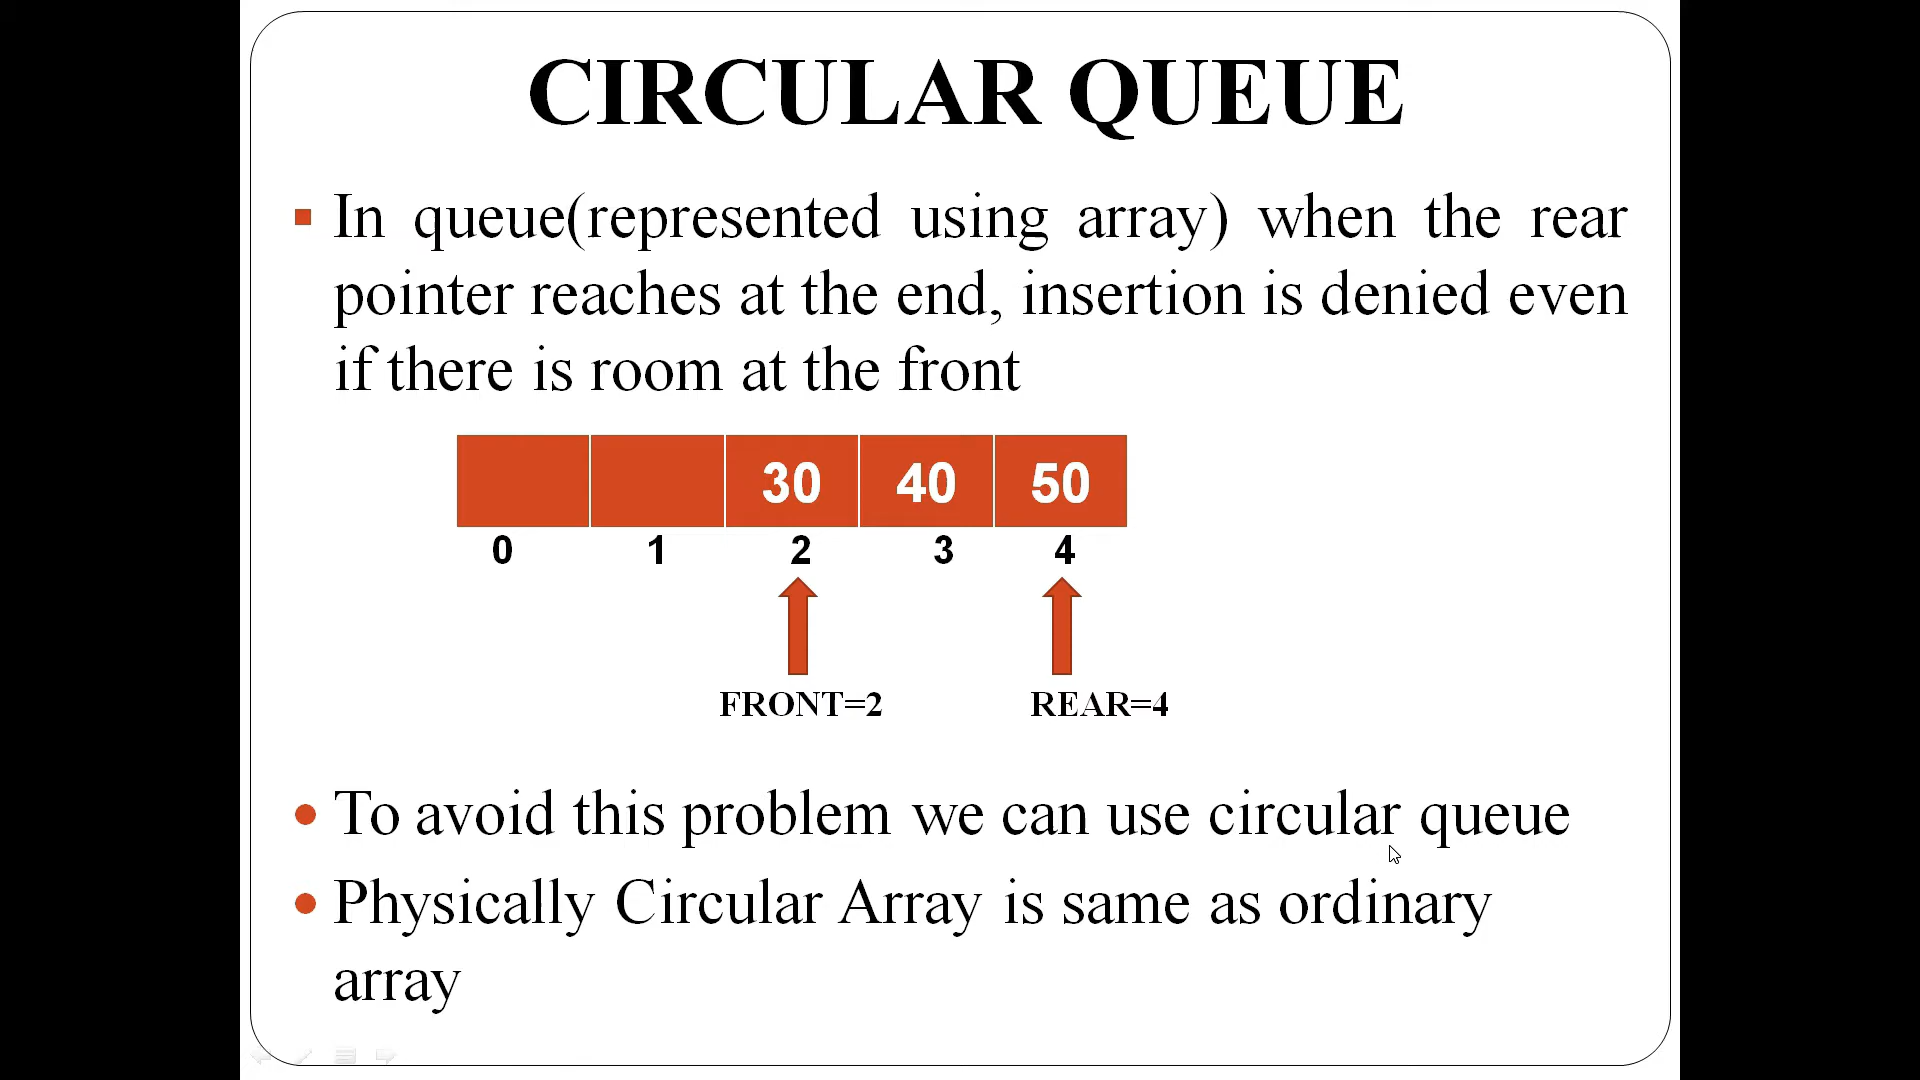 CIRCULAR QUEUE
In queue(represented using array) when the rear
pointer reaches at the end, insertion is denied even
if there is room at the front
30 40 50
0 1 2 3 4
FRONT=2 REAR=4
To avoid this problem we can use circular queue
Physically Circular Array is same as ordinary
array